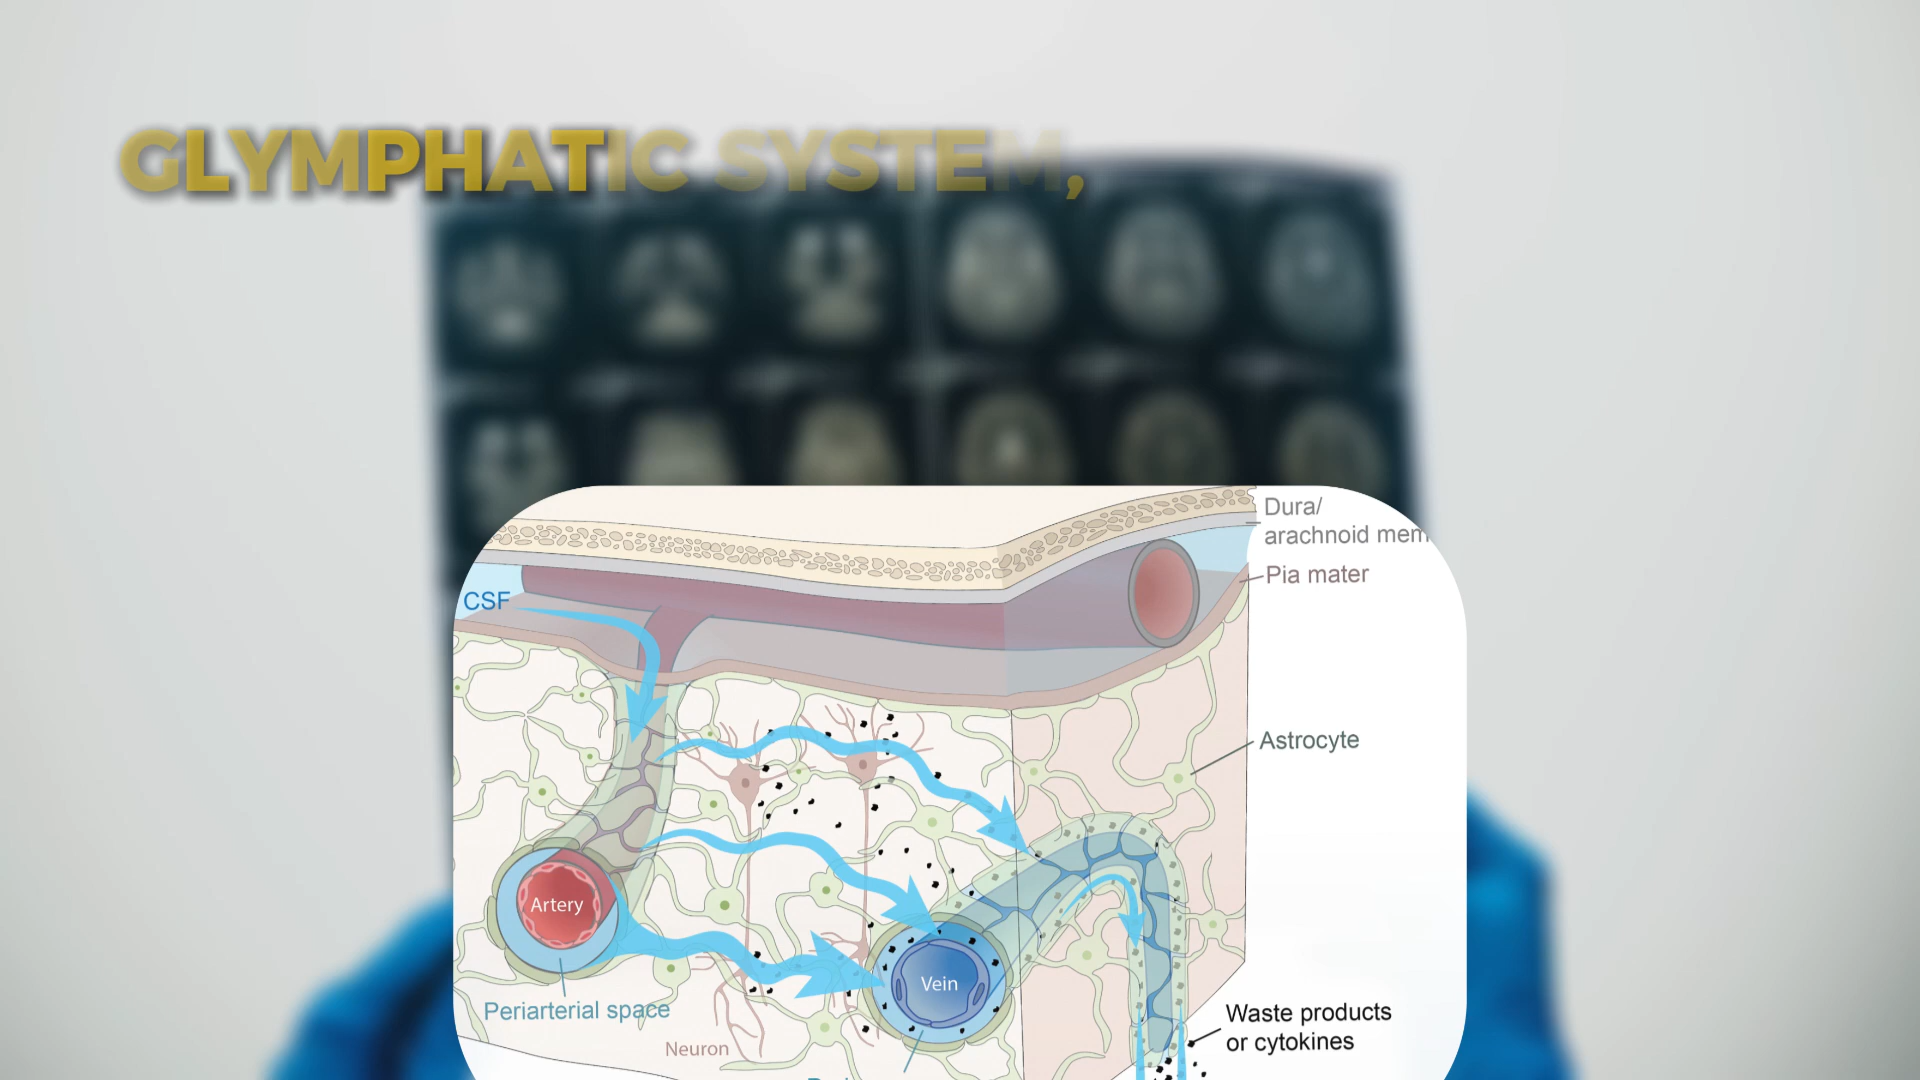 GLYMPHATIC SYSTEM,
Dura/
arachnoid mem
Pia mater
CSF
Astrocyte
Artery
Vein
Periarterial space
Neuron
Waste products
or cytokines